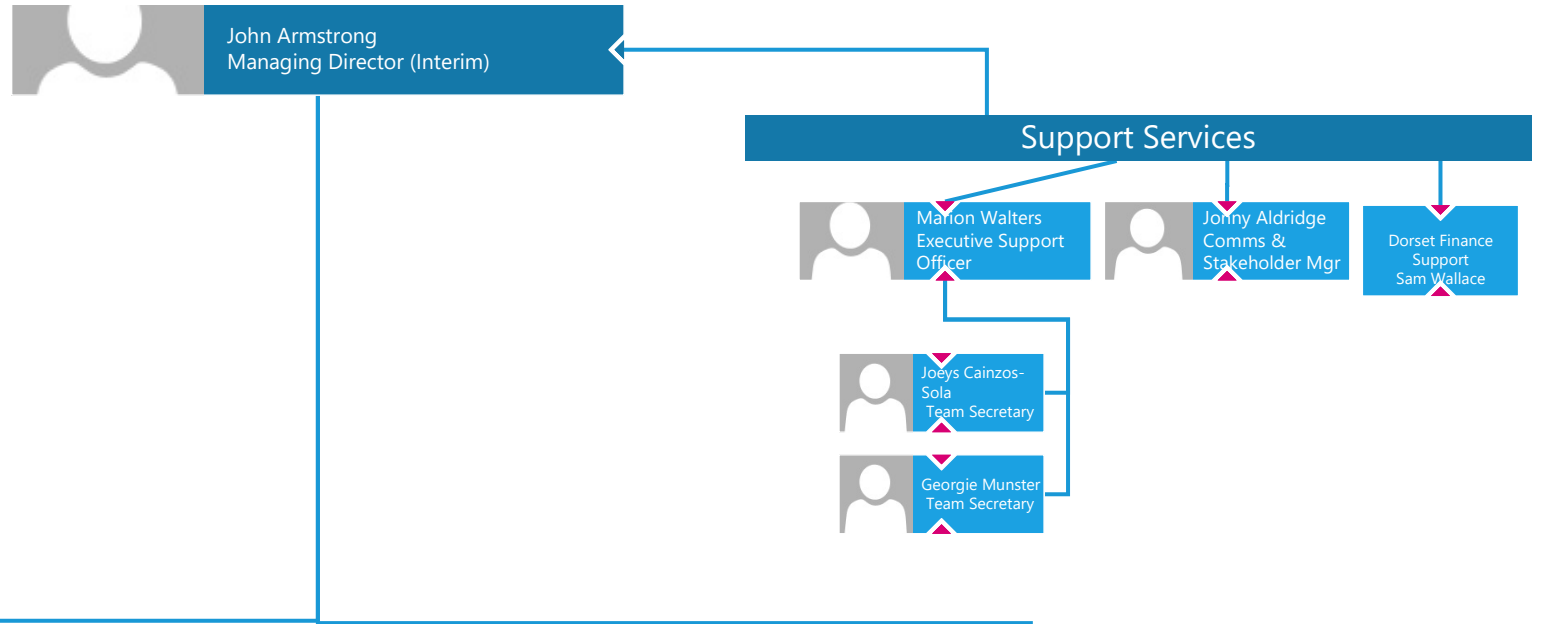 John Armstrong
Managing Director (Interim)
Support Services
Marion Walters
Executive Support
Officer
Jonny Aldridge
Comms &
Stakeholder Mgr
Dorset Finance
Support
Sam Wallace
Joeys Cainzos-
Sola
Team Secretary
Georgie Munster
Team Secretary